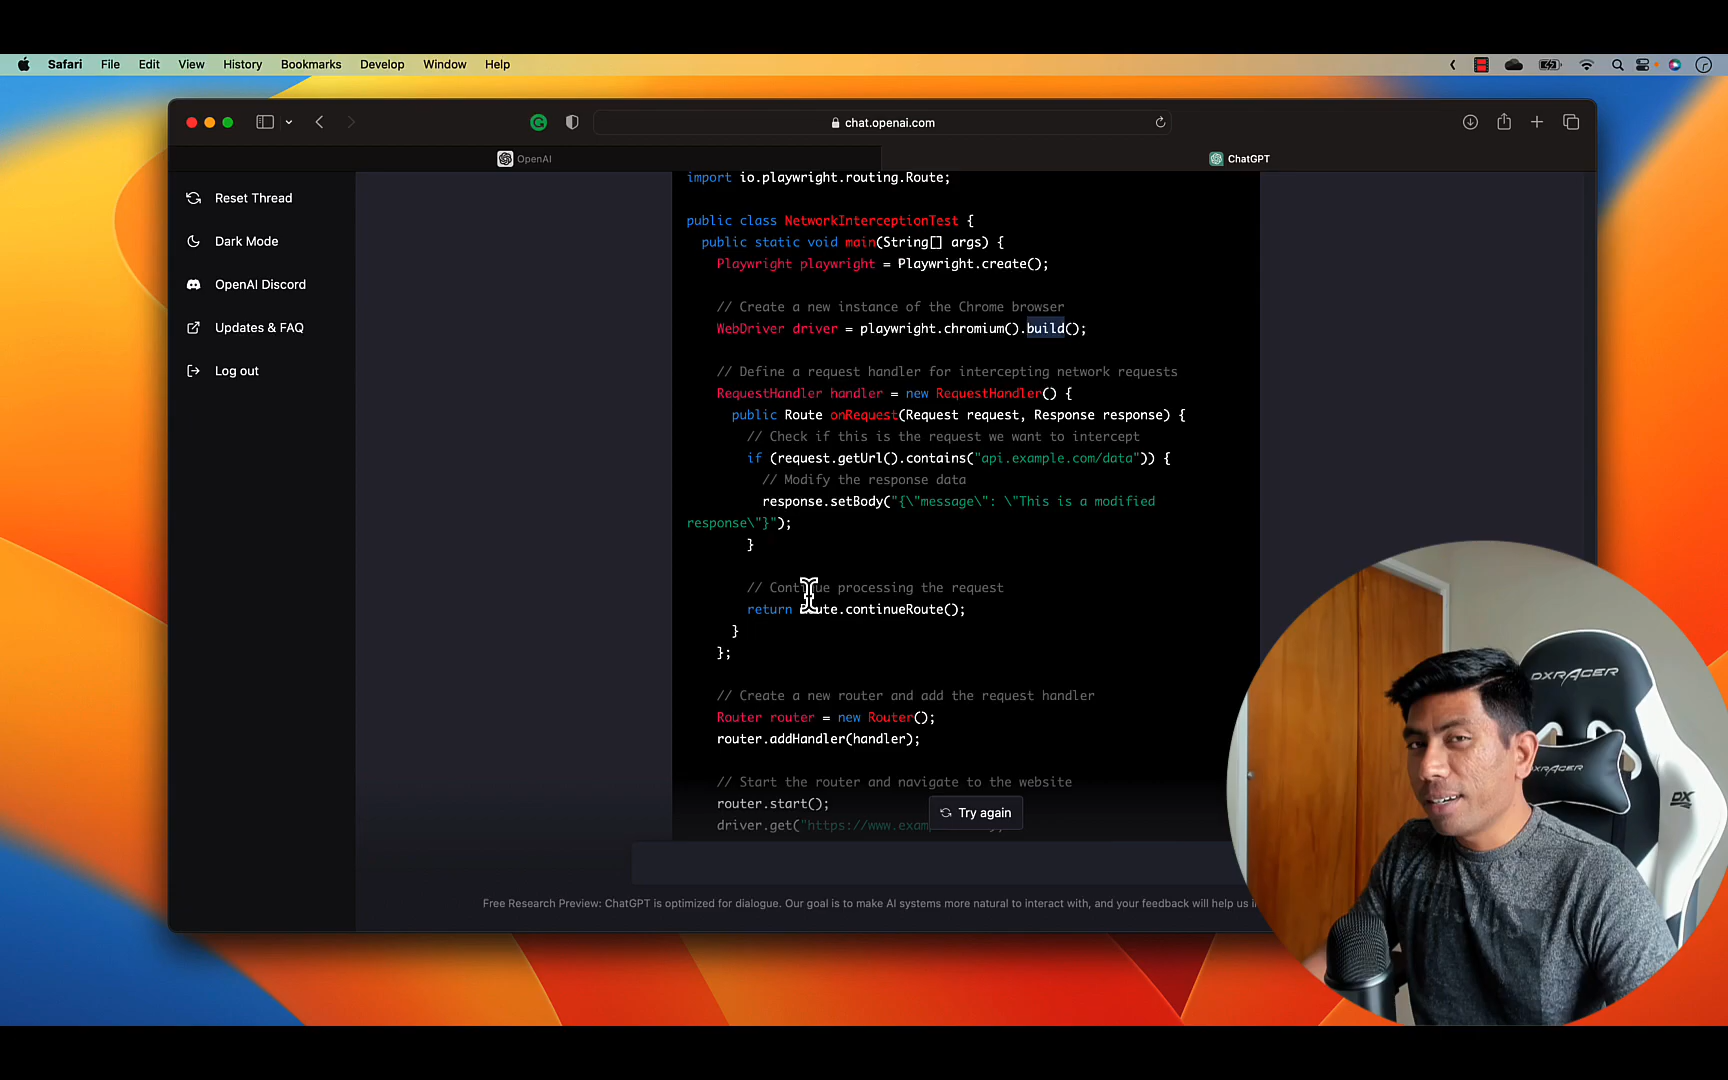 Safari File Edit View History Bookmarks Develop Window Help
chat.openai.com
OpenAI
ChatGPT
Reset Thread
Dark Mode
OpenAI Discord
Updates & FAQ
Log out
import io.playwright.routing.Route;
public class NetworkInterceptionTest {
public static void main(String[] args) {
Playwright playwright = Playwright.create();
// Create a new instance of the Chrome browser
WebDriver driver = playwright.chromium().build();
// Define a request handler for intercepting network requests
RequestHandler handler = new RequestHandler() {
public Route onRequest(Request request, Response response) {
// Check if this is the request we want to intercept
if (request.getUrl().contains("api.example.com/data")) {
// Modify the response data
response.setBody("{\"message\": \"This is a modified
response\"}");
}
// Continue processing the request
return Route.continueRoute();
}
};
// Create a new router and add the request handler
Router router = new Router();
router.addHandler(handler);
// Start the router and navigate to the website
router.start();
driver.get("https://www.exam
Try again
Free Research Preview: ChatGPT is optimized for dialogue. Our goal is to make AI systems more natural to interact with, and your feedback will help us
DXRACER
DXRACER
DX